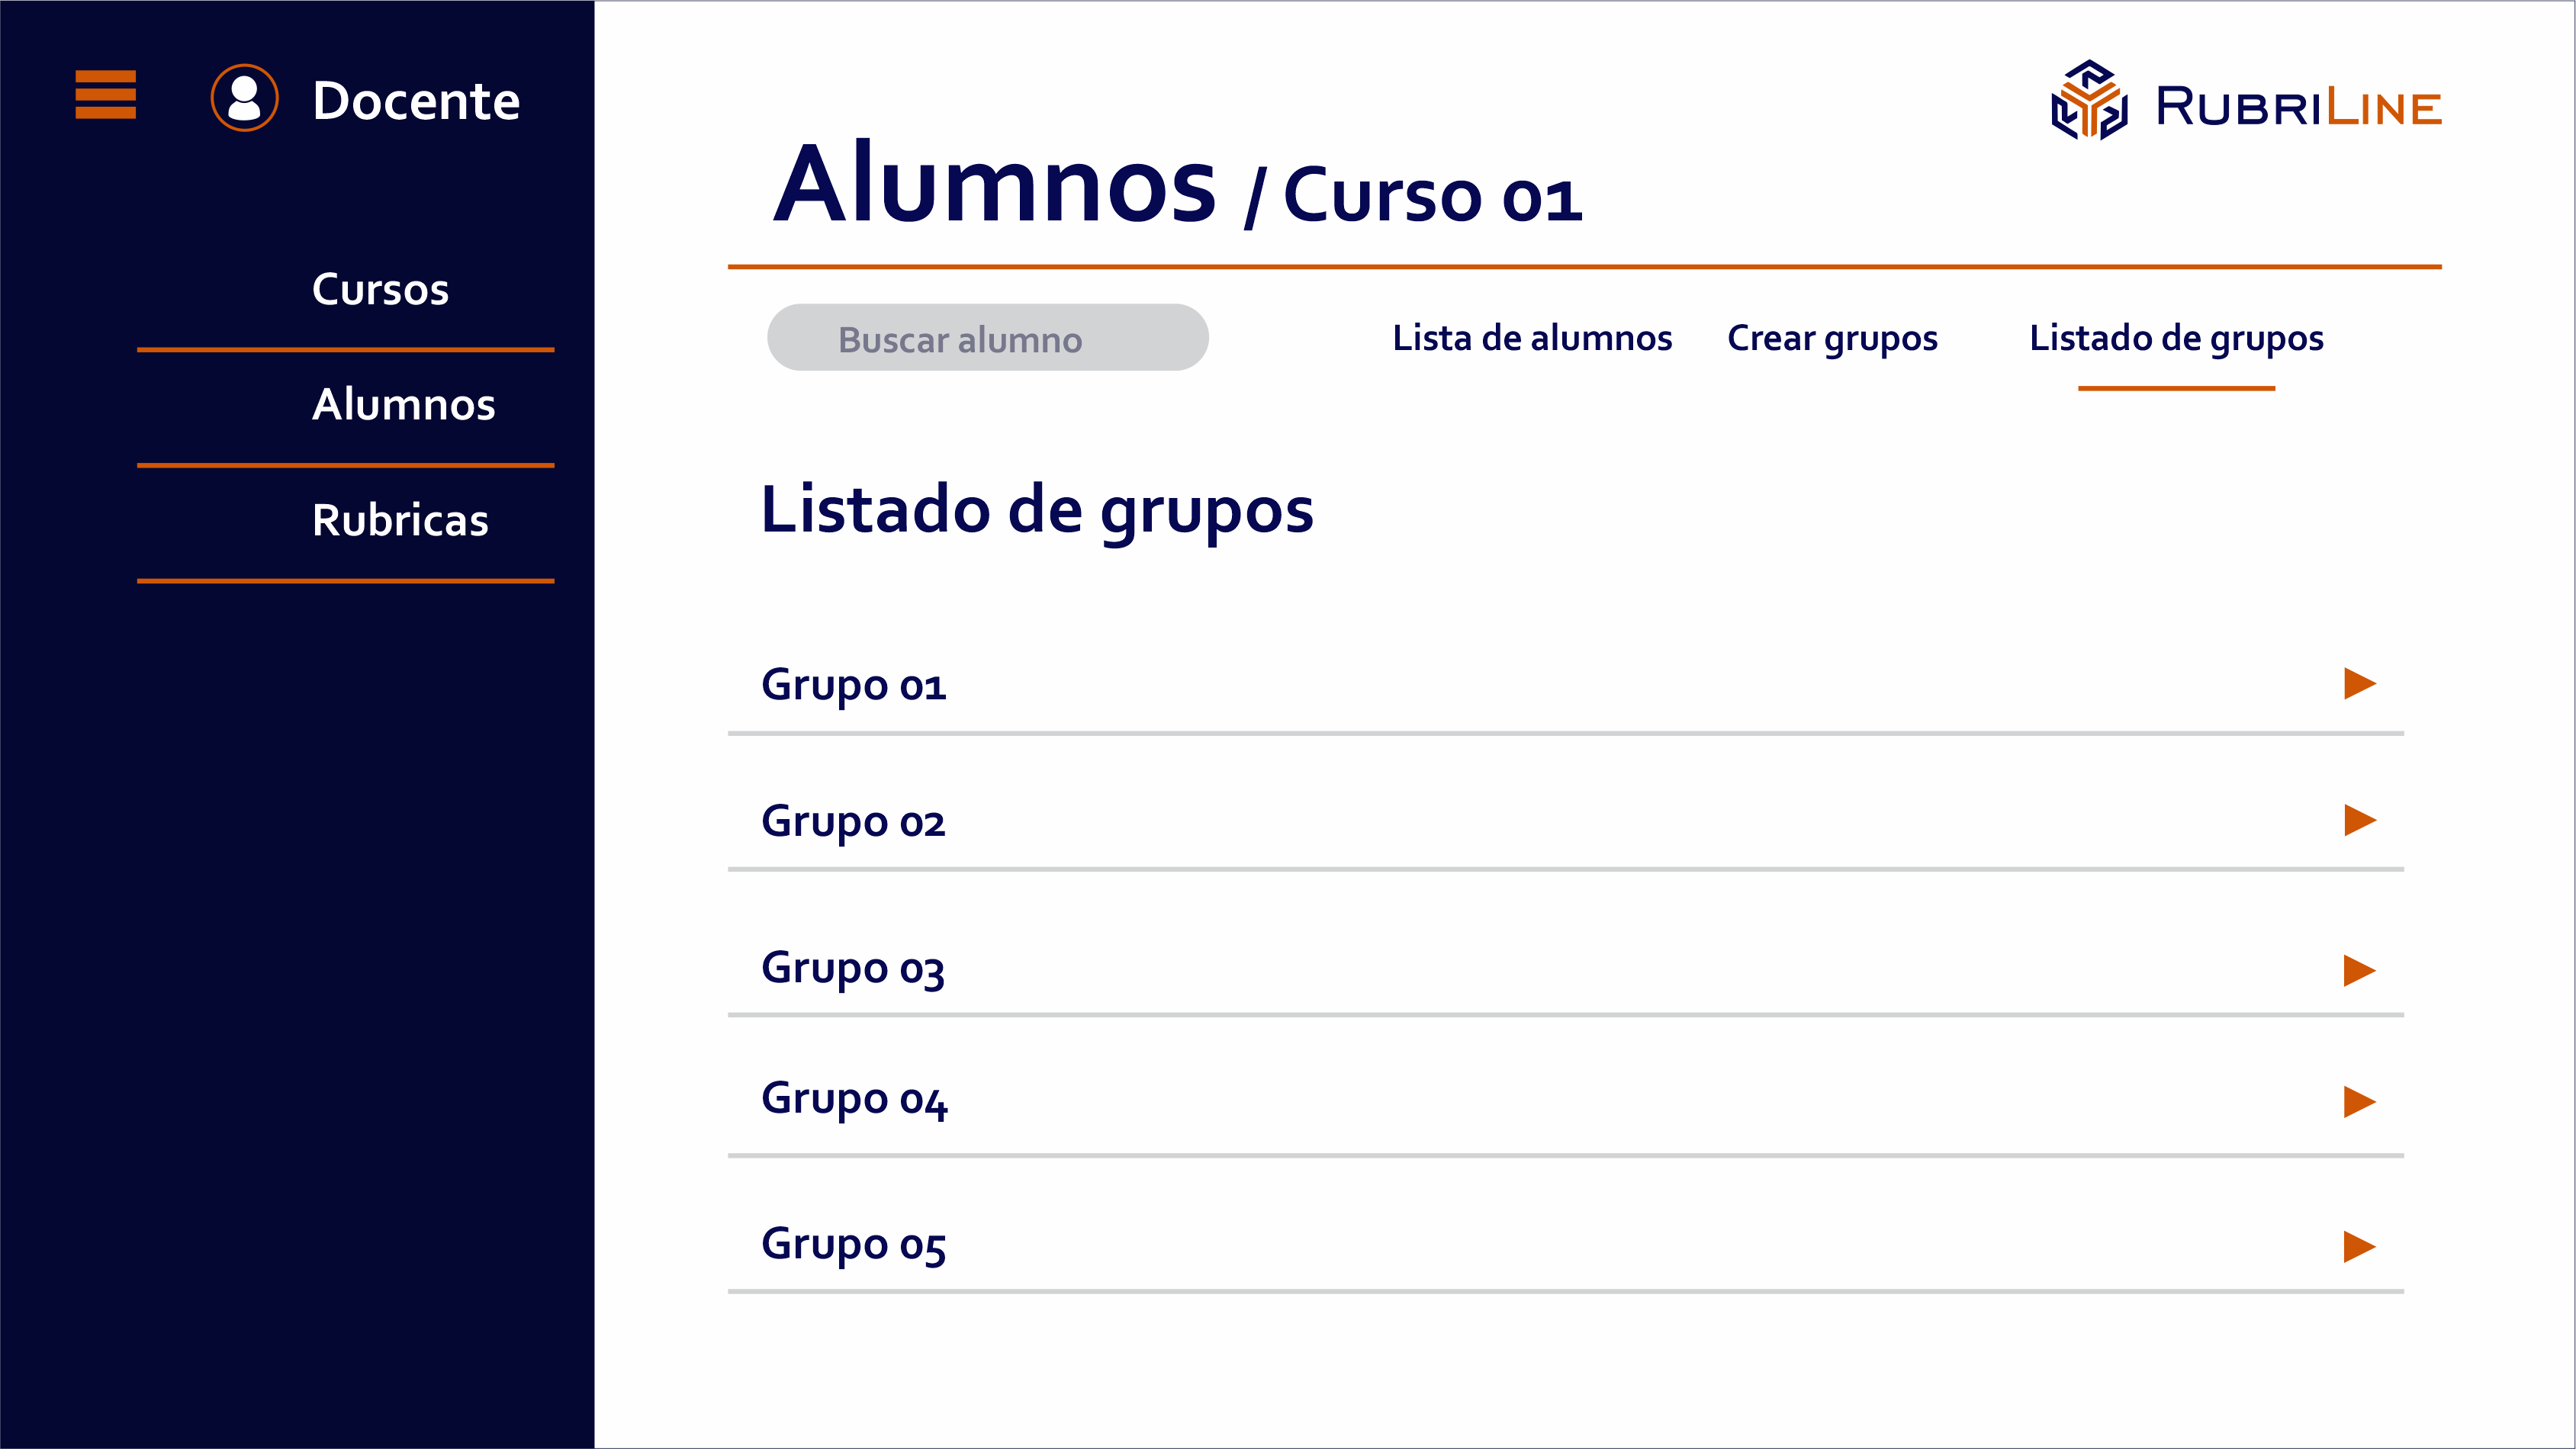 Docente
Cursos
Alumnos
Rubricas
RUBRILINE
Alumnos / Curso 01
Buscar alumno
Lista de alumnos
Crear grupos
Listado de grupos
Listado de grupos
Grupo 01
Grupo 02
Grupo 03
Grupo 04
Grupo 05